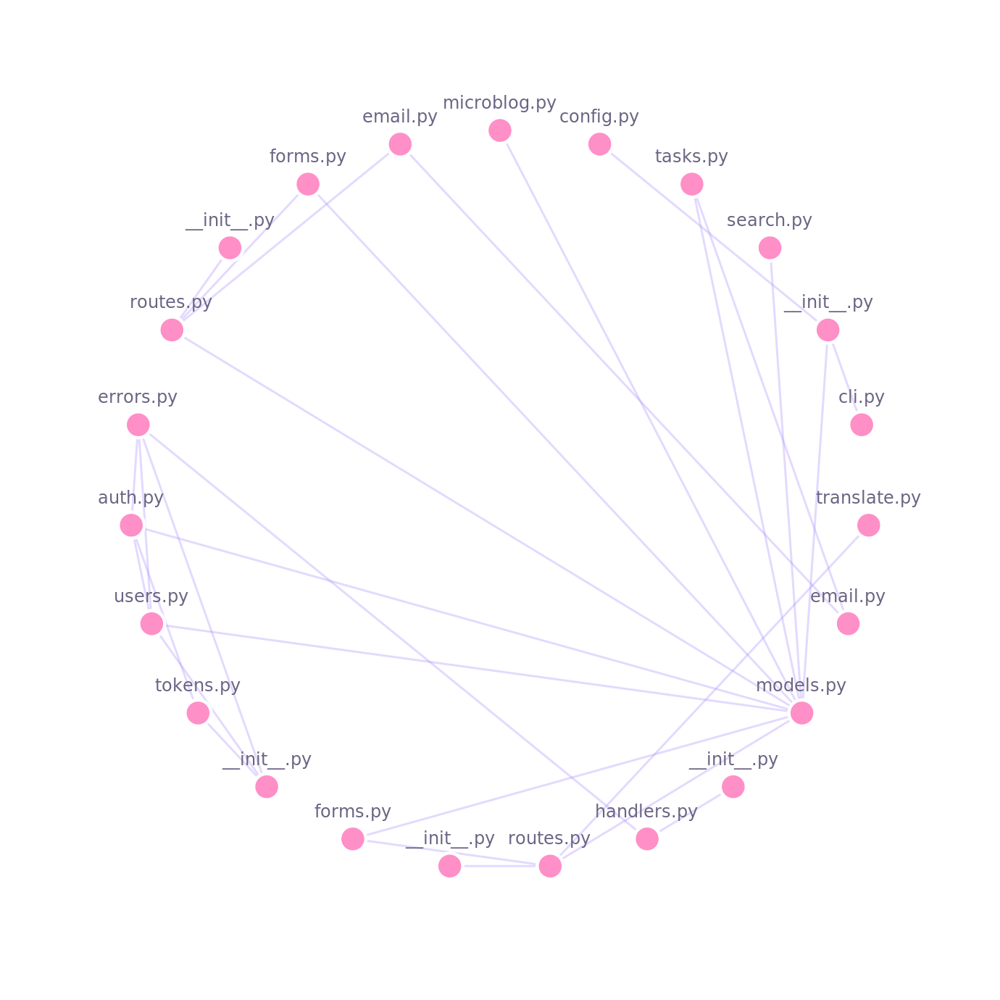 microblog.py
email.py
config.py
forms.py
tasks.py
__init__.py
search.py
routes.py
__init__.py
errors.py
cli.py
auth.py
translate.py
users.py
email.py
tokens.py
models.py
__init__.py
__init__.py
forms.py
handlers.py
__init__.py
routes.py